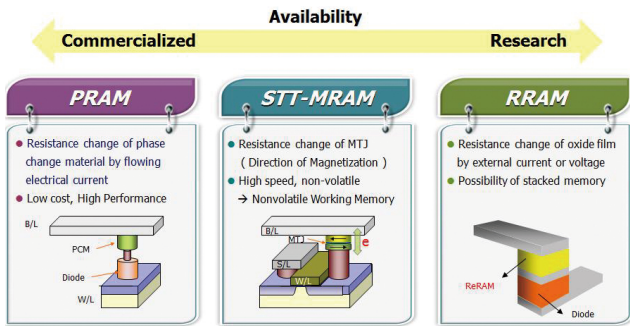 Availability
Commercialized
Research
PRAM
Resistance change of phase
change material by flowing
electrical current
Low cost, High Performance
B/L
PCM
Diode
W/L
STT-MRAM
Resistance change of MTJ
( Direction of Magnetization )
High speed, non-volatile
→ Nonvolatile Working Memory
B/L
MTJ
e
S/L
W/L
RRAM
Resistance change of oxide film
by external current or voltage
Possibility of stacked memory
ReRAM
Diode